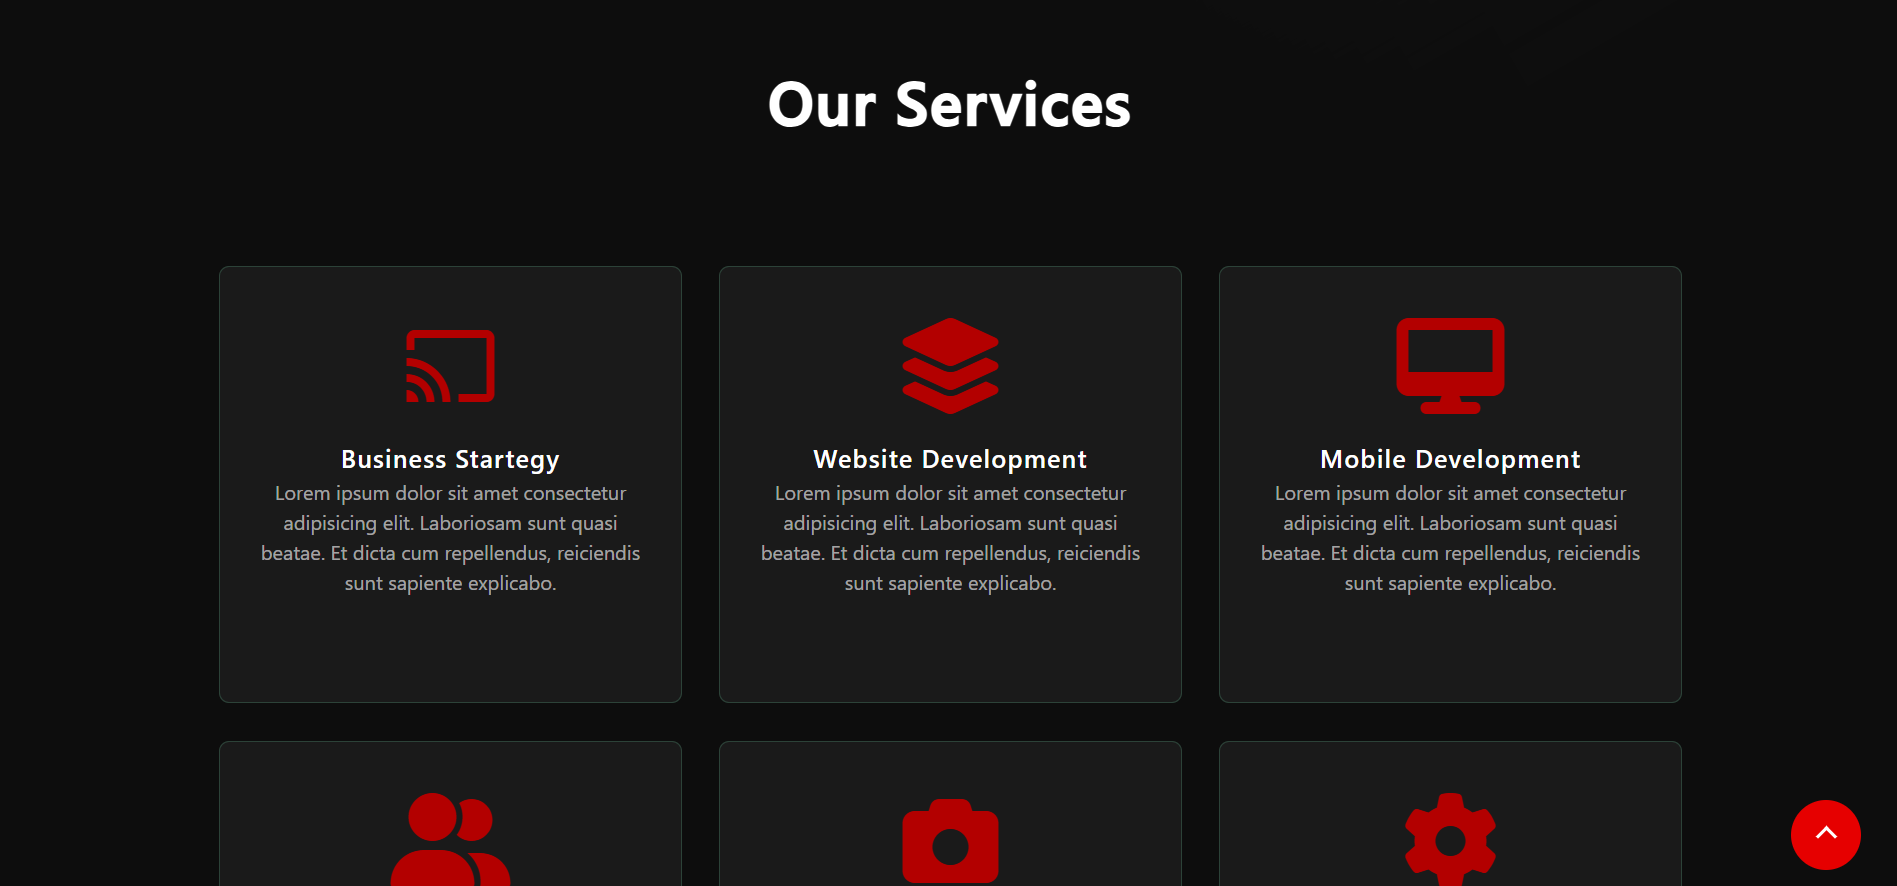 Our Services
Business Startegy
Lorem ipsum dolor sit amet consectetur
adipisicing elit. Laboriosam sunt quasi
beatae. Et dicta cum repellendus, reiciendis
sunt sapiente explicabo.
Website Development
Lorem ipsum dolor sit amet consectetur
adipisicing elit. Laboriosam sunt quasi
beatae. Et dicta cum repellendus, reiciendis
sunt sapiente explicabo.
Mobile Development
Lorem ipsum dolor sit amet consectetur
adipisicing elit. Laboriosam sunt quasi
beatae. Et dicta cum repellendus, reiciendis
sunt sapiente explicabo.